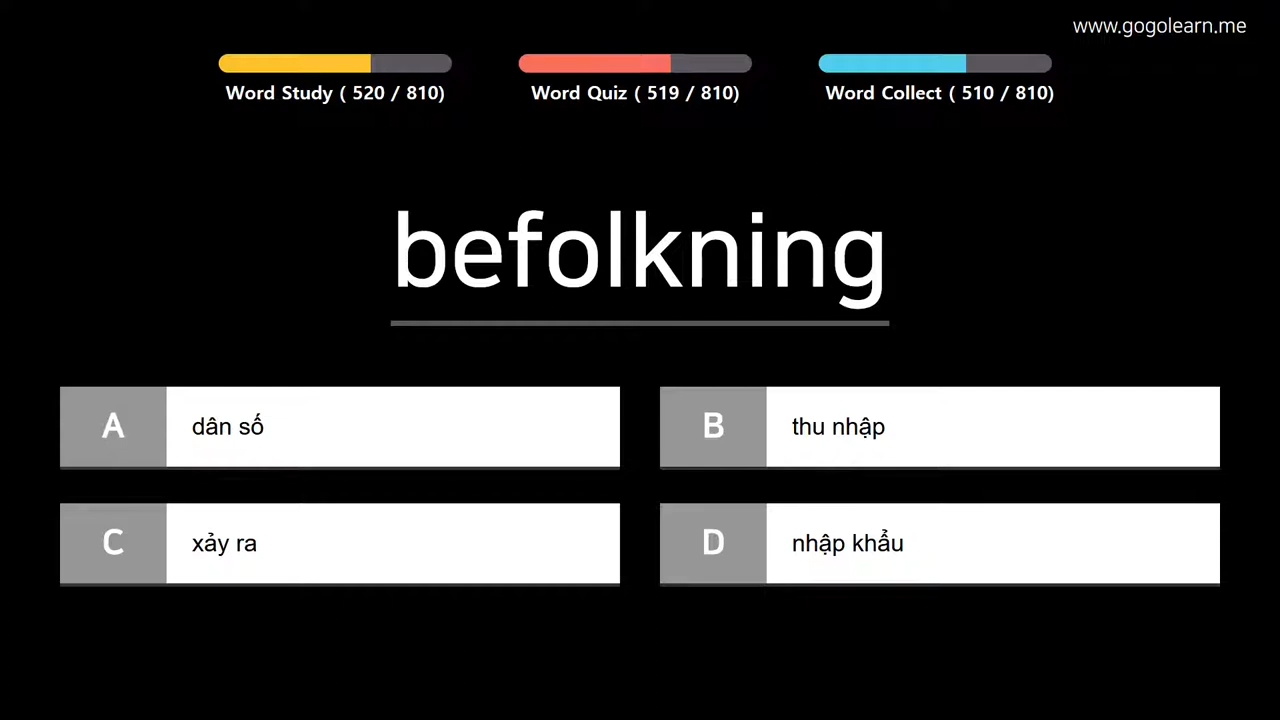 www.gogolearn.me
Word Study ( 520 / 810)
Word Quiz ( 519 / 810)
Word Collect ( 510 / 810)
befolkning
A dân số
B thu nhập
C xảy ra
D nhập khẩu